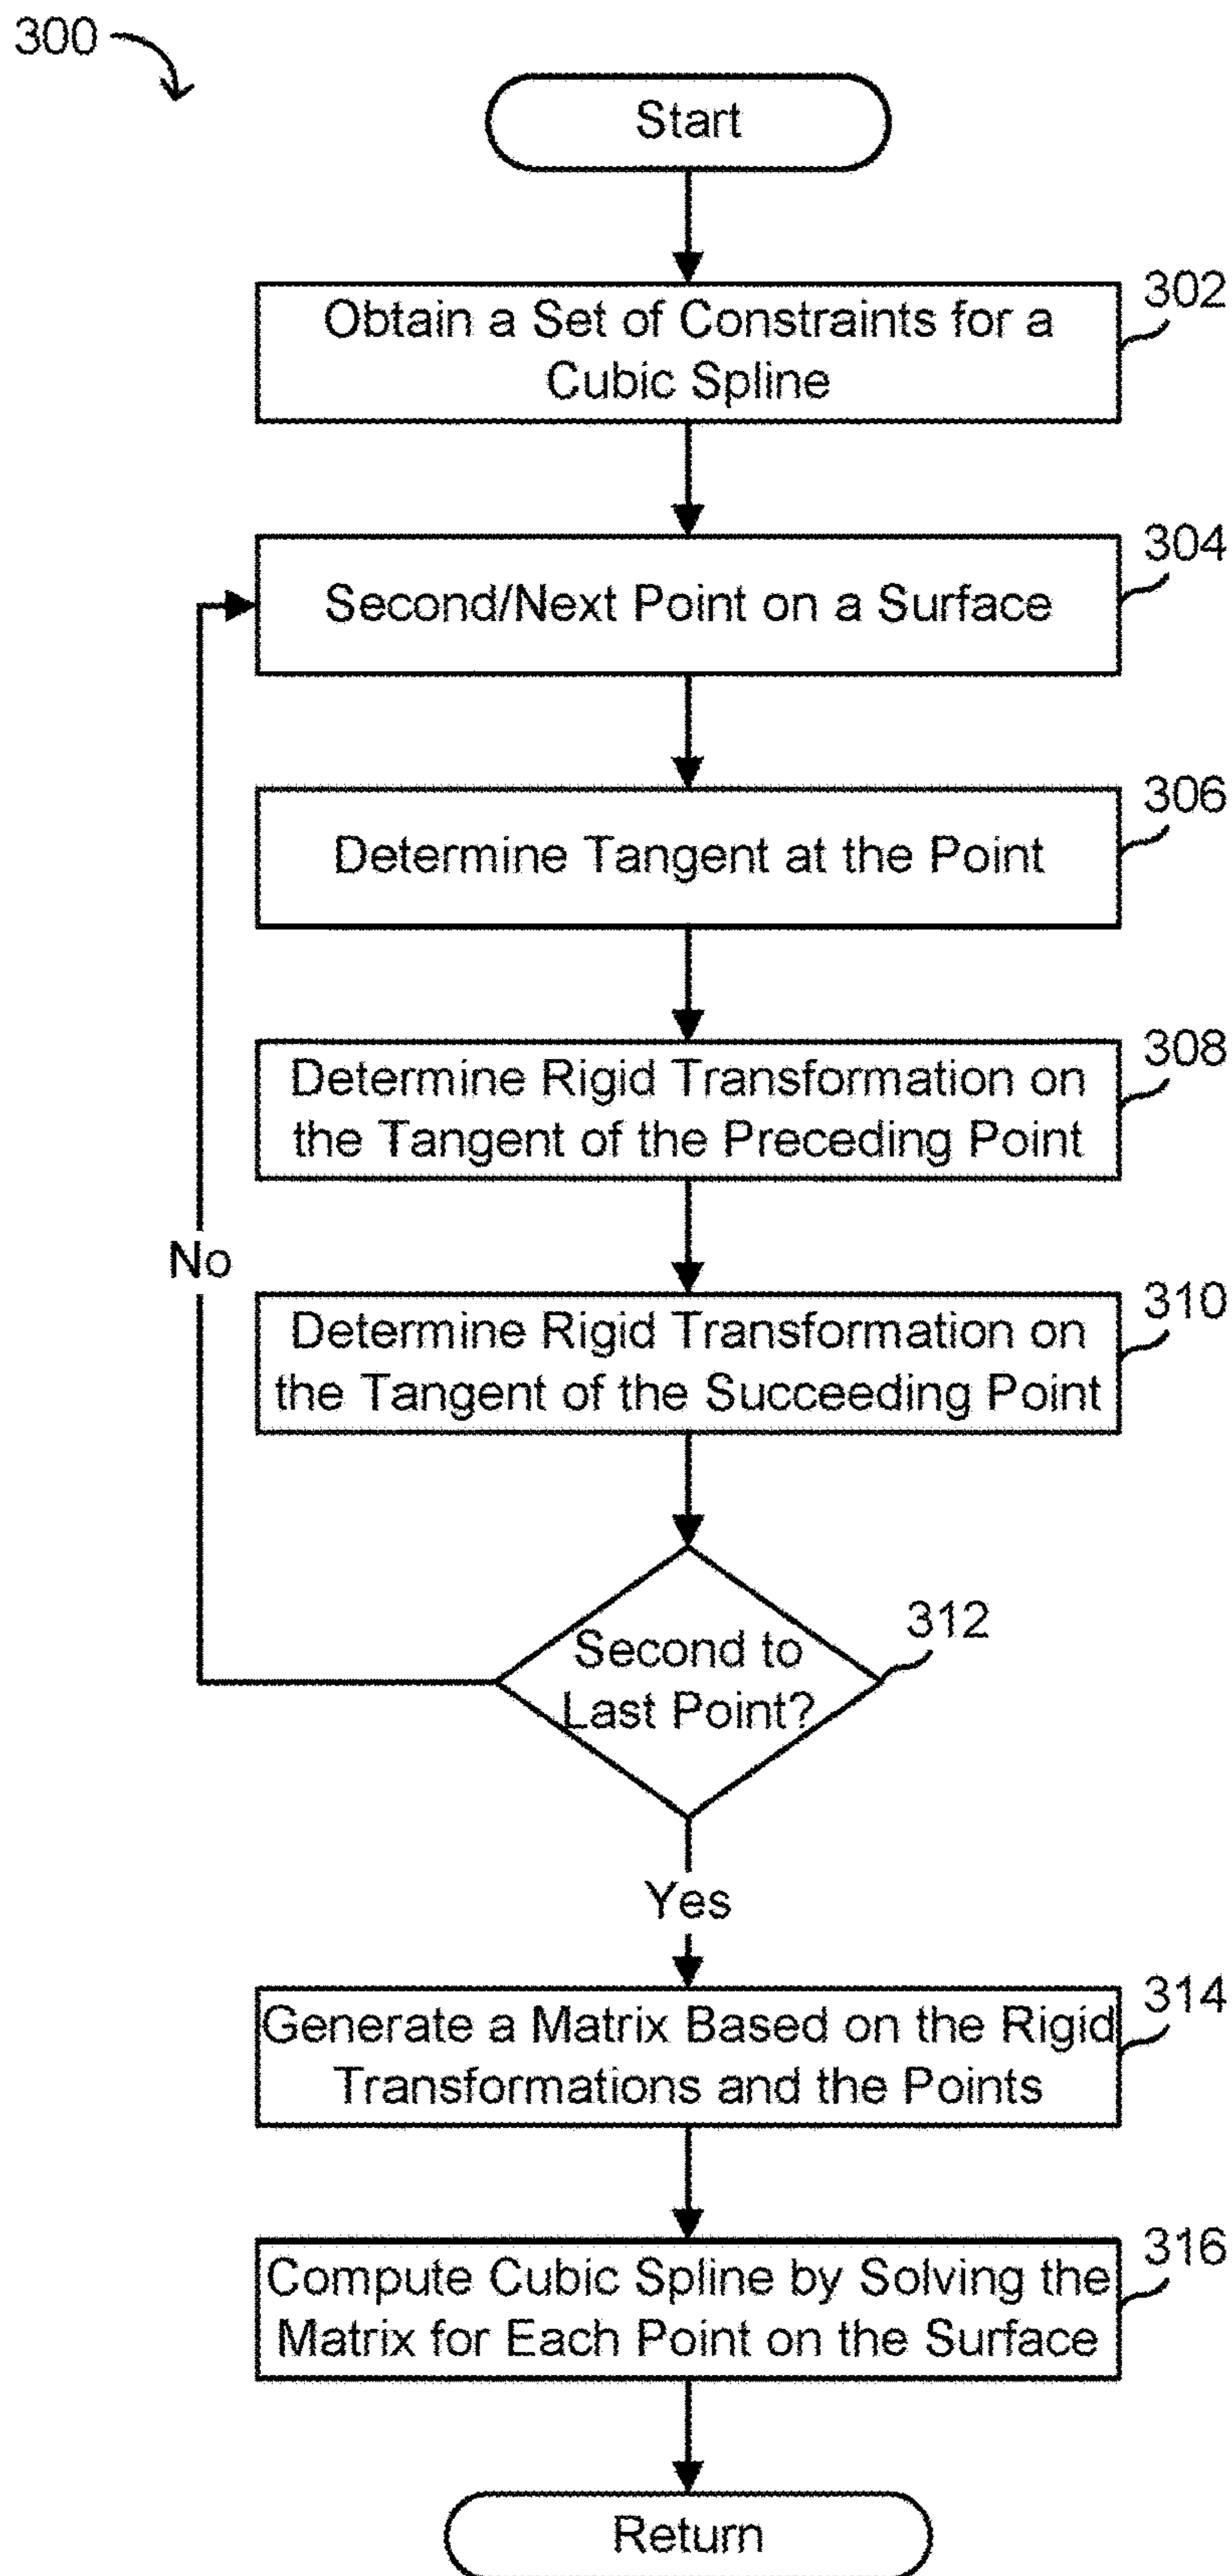 300
Start
302
Obtain a Set of Constraints for a
Cubic Spline
304
Second/Next Point on a Surface
306
Determine Tangent at the Point
308
Determine Rigid Transformation on
the Tangent of the Preceding Point
No
310
Determine Rigid Transformation on
the Tangent of the Succeeding Point
312
Second to
Last Point?
Yes
314
Generate a Matrix Based on the Rigid
Transformations and the Points
316
Compute Cubic Spline by Solving the
Matrix for Each Point on the Surface
Return